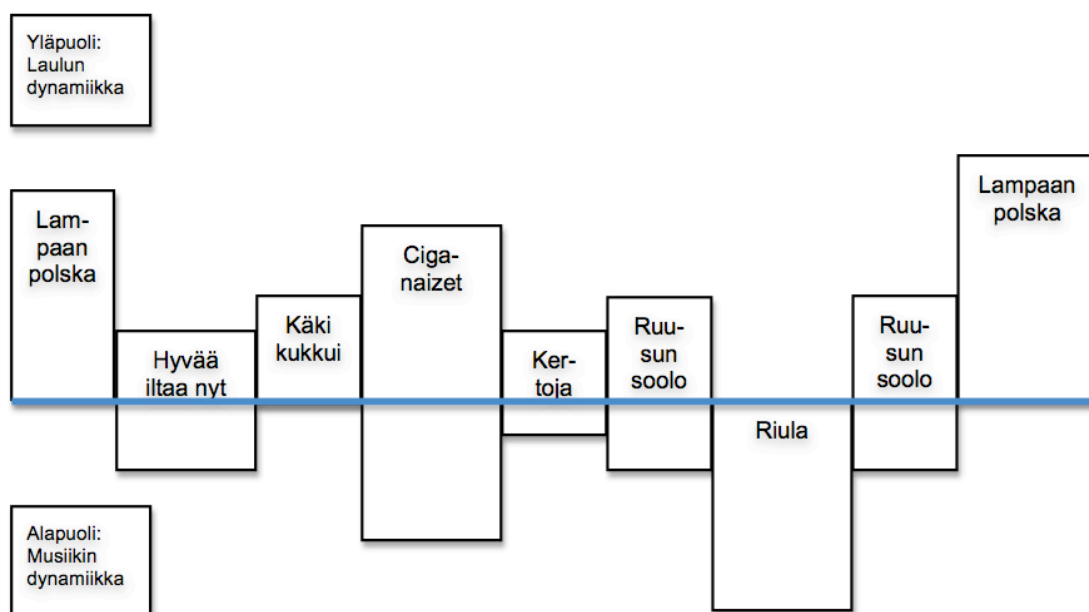 Yläpuoli:
Laulun
dynamiikka
Lam-
paan
polska
Hyvää
iltaa nyt
Käki
kukkui
Ciga-
naizet
Ker-
toja
Ruu-
sun
soolo
Riula
Ruu-
sun
soolo
Lampaan
polska
Alapuoli:
Musiikin
dynamiikka